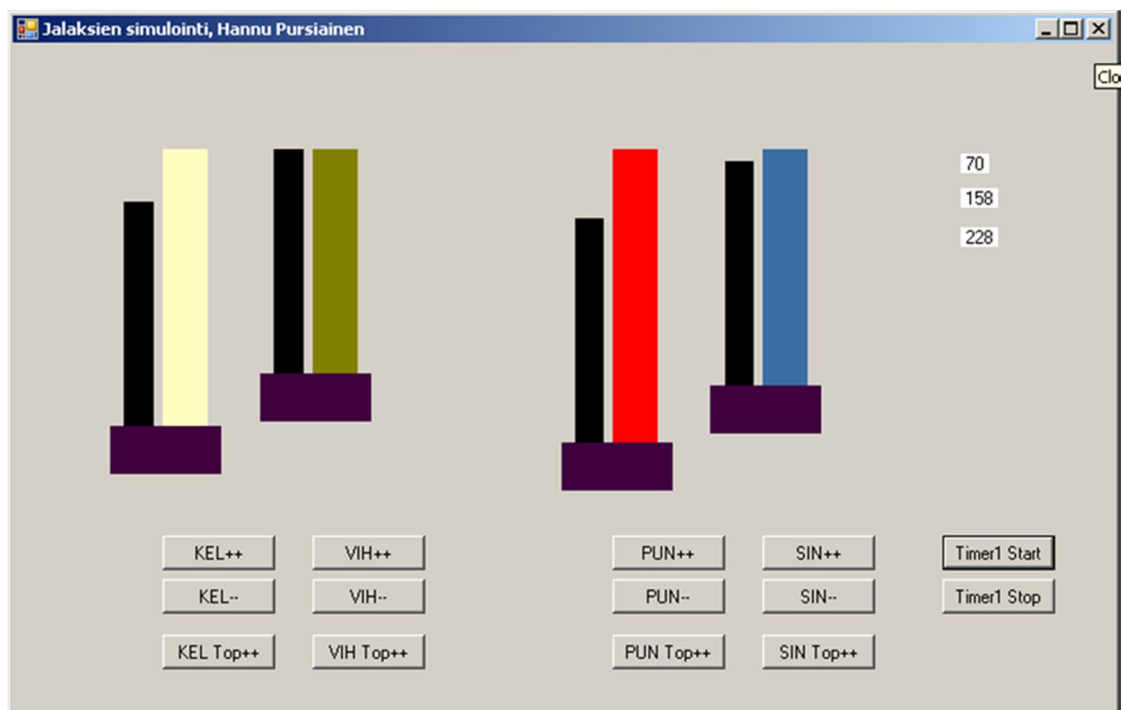 Jalaksien simulointi, Hannu Pursiainen
Clo
70
158
228
KEL++ VIH++ PUN++ SIN++ Timer1 Start
KEL-- VIH-- PUN-- SIN-- Timer1 Stop
KEL Top++ VIH Top++ PUN Top++ SIN Top++